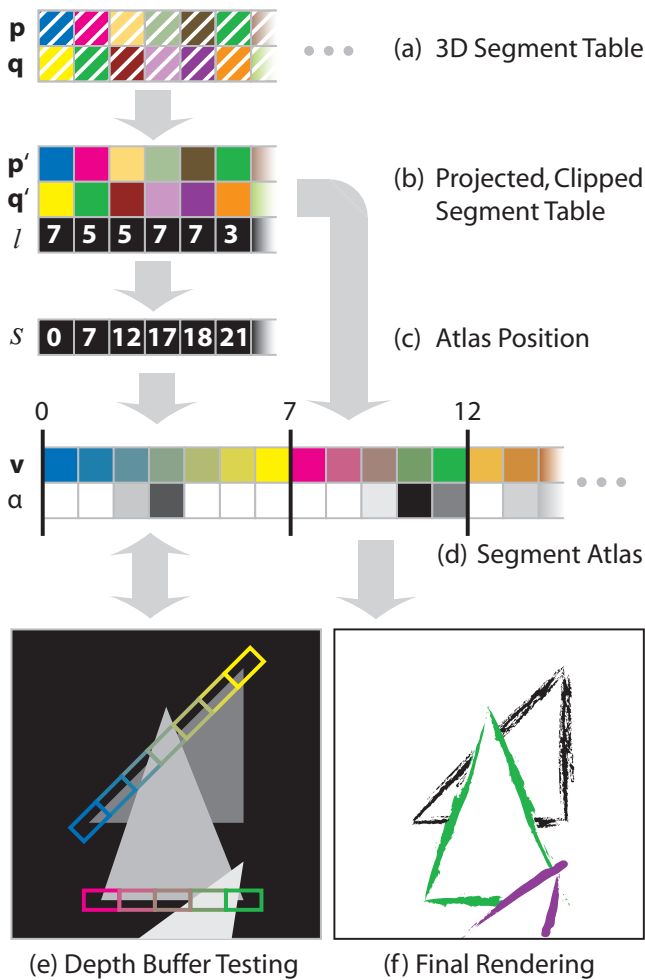 p
q
(a) 3D Segment Table
p′
q′
l 7 5 5 7 7 3
(b) Projected, Clipped
Segment Table
s 0 7 12 17 18 21
(c) Atlas Position
0 7 12
v
α
(d) Segment Atlas
(e) Depth Buffer Testing
(f) Final Rendering